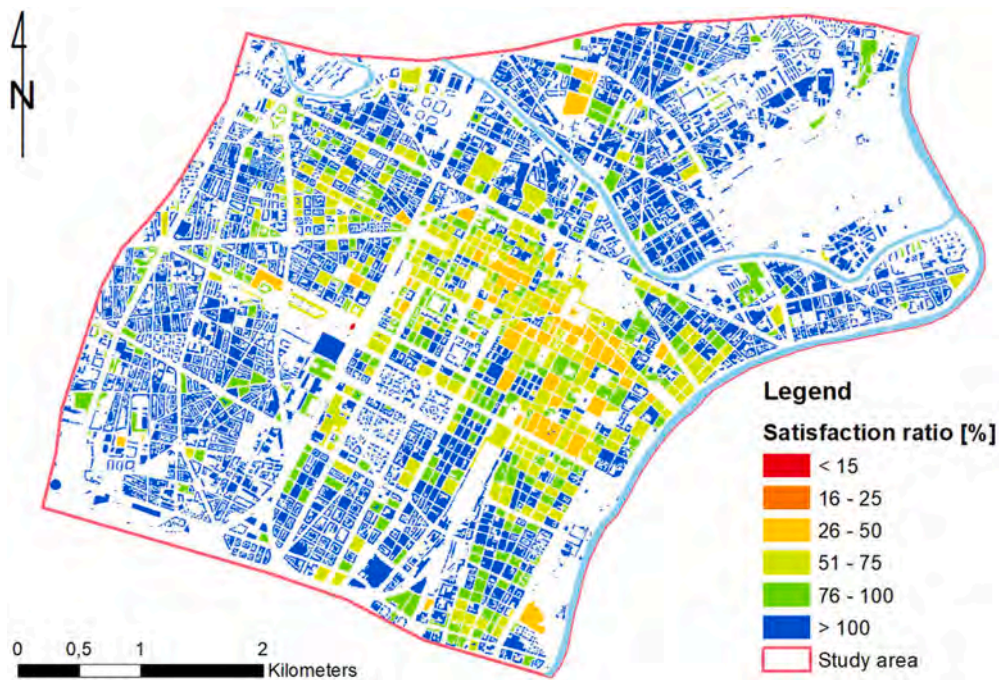 N
Legend
Satisfaction ratio [%]
< 15
16 - 25
26 - 50
51 - 75
76 - 100
> 100
Study area
0 0,5 1 2
Kilometers